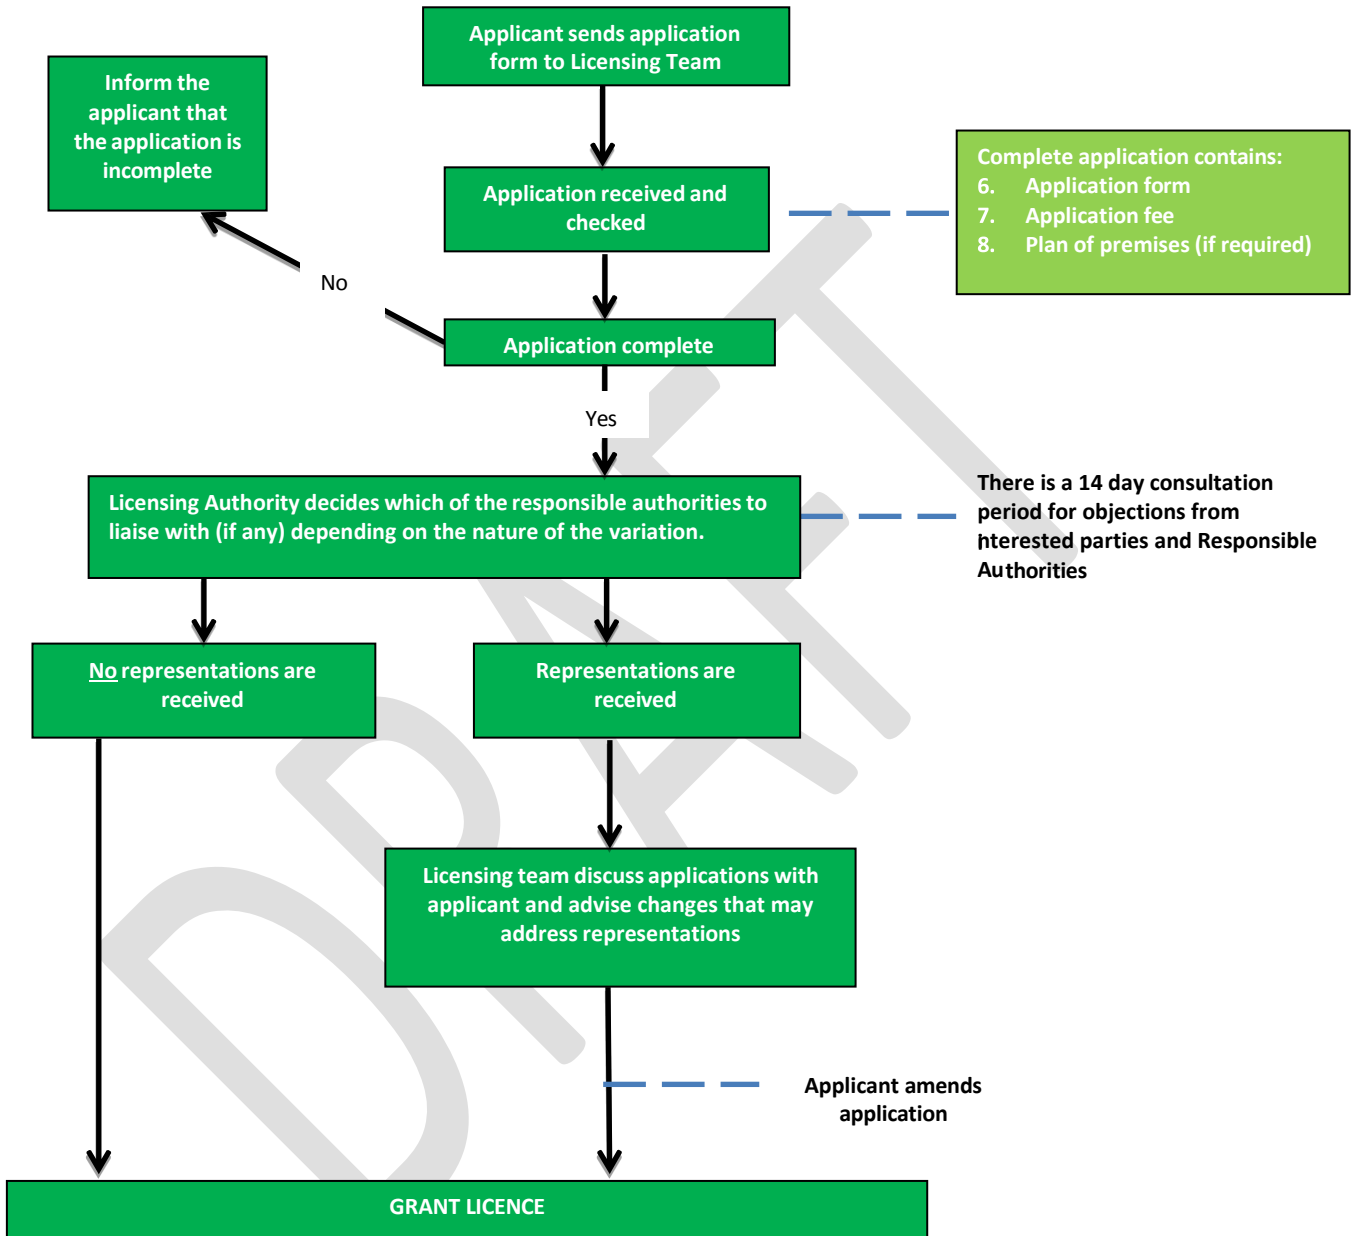 Applicant sends application
form to Licensing Team
Inform the
applicant that
the application is
incomplete
Complete application contains:
6. Application form
7. Application fee
8. Plan of premises (if required)
Application received and
checked
No
Application complete
Yes
Licensing Authority decides which of the responsible authorities to
liaise with (if any) depending on the nature of the variation.
There is a 14 day consultation
period for objections from
interested parties and Responsible
Authorities
No representations are
received
Representations are
received
Licensing team discuss applications with
applicant and advise changes that may
address representations
Applicant amends
application
GRANT LICENCE
DRAFT